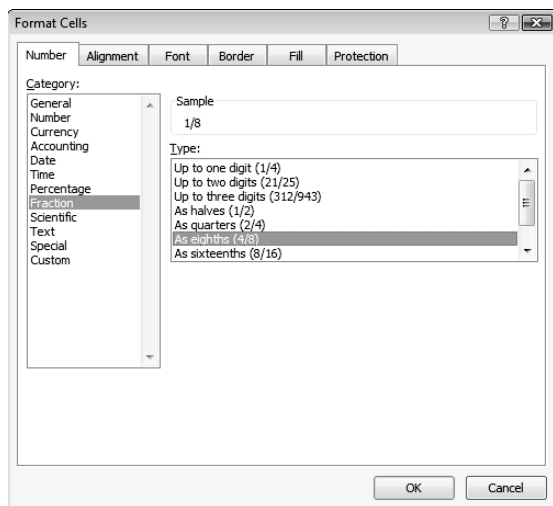 Format Cells
Number Alignment Font Border Fill Protection
Category:
General
Number
Currency
Accounting
Date
Time
Percentage
Fraction
Scientific
Text
Special
Custom
Sample
1/8
Type:
Up to one digit (1/4)
Up to two digits (21/25)
Up to three digits (312/943)
As halves (1/2)
As quarters (2/4)
As eighths (4/8)
As sixteenths (8/16)
OK Cancel